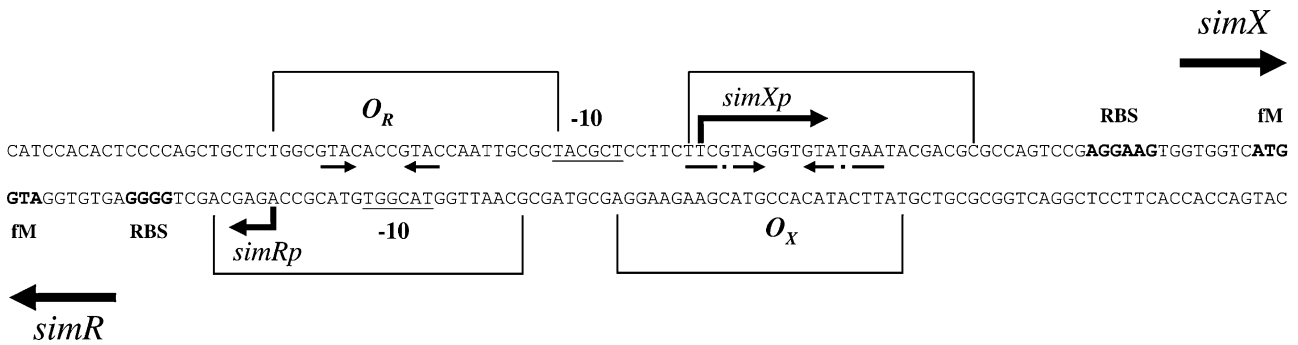 simX
simXp
O_R
-10
RBS
fM
CATCCACACTCCCCAGCTGCTCTGGCGTACACCGTACCAATTGCGCTACGCTCCTTCTTCGTACGGTGTATGAATACGACGCGCCAGTCCGAGGAAGTGGTGGTCATG
GTAGGTGTGAGGGGTCGACGAGACCGCATGTGGCATGGTTAACGCGATGCGAGGAAGAAGCATGCCACATACTTATGCTGCGCGGTCAGGCTCCTTCACCACCAGTAC
fM
RBS
simRp
-10
O_X
simR